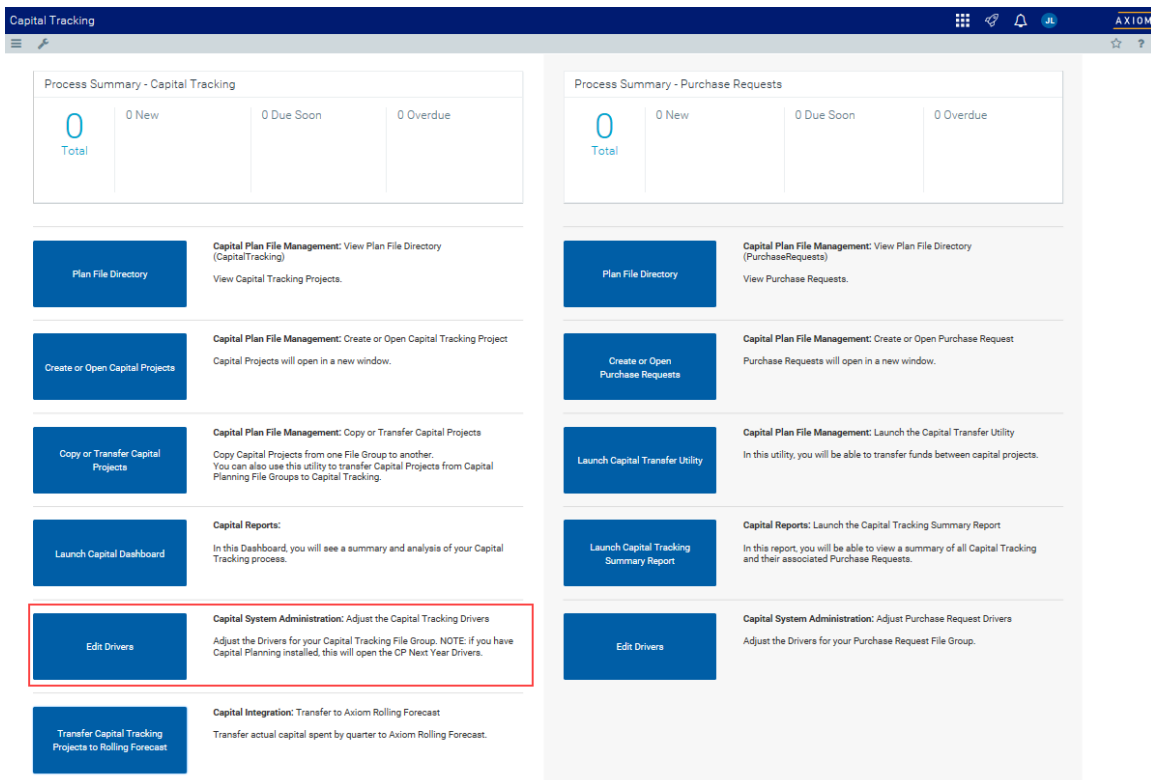 Capital Tracking
JL
AXIOM
?
Process Summary - Capital Tracking
0
Total
0 New
0 Due Soon
0 Overdue
Plan File Directory
Capital Plan File Management: View Plan File Directory
(CapitalTracking)
View Capital Tracking Projects.
Create or Open Capital Projects
Capital Plan File Management: Create or Open Capital Tracking Project
Capital Projects will open in a new window.
Copy or Transfer Capital
Projects
Capital Plan File Management: Copy or Transfer Capital Projects
Copy Capital Projects from one File Group to another.
You can also use this utility to transfer Capital Projects from Capital
Planning File Groups to Capital Tracking.
Launch Capital Dashboard
Capital Reports:
In this Dashboard, you will see a summary and analysis of your Capital
Tracking process.
Edit Drivers
Capital System Administration: Adjust the Capital Tracking Drivers
Adjust the Drivers for your Capital Tracking File Group. NOTE: if you have
Capital Planning installed, this will open the CP Next Year Drivers.
Transfer Capital Tracking
Projects to Rolling Forecast
Capital Integration: Transfer to Axiom Rolling Forecast
Transfer actual capital spent by quarter to Axiom Rolling Forecast.
Process Summary - Purchase Requests
0
Total
0 New
0 Due Soon
0 Overdue
Plan File Directory
Capital Plan File Management: View Plan File Directory
(PurchaseRequests)
View Purchase Requests.
Create or Open
Purchase Requests
Capital Plan File Management: Create or Open Purchase Request
Purchase Requests will open in a new window.
Launch Capital Transfer Utility
Capital Plan File Management: Launch the Capital Transfer Utility
In this utility, you will be able to transfer funds between capital projects.
Launch Capital Tracking
Summary Report
Capital Reports: Launch the Capital Tracking Summary Report
In this report, you will be able to view a summary of all Capital Tracking
and their associated Purchase Requests.
Edit Drivers
Capital System Administration: Adjust Purchase Request Drivers
Adjust the Drivers for your Purchase Request File Group.